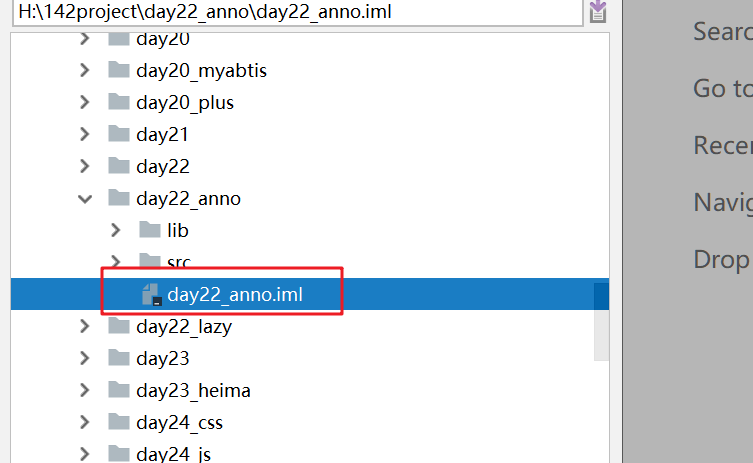 H:\142project\day22_anno\day22_anno.iml
day20
day20_myabtis
day20_plus
day21
day22
day22_anno
lib
src
day22_anno.iml
day22_lazy
day23
day23_heima
day24_css
day24_js
Searc
Go to
Recer
Navig
Drop